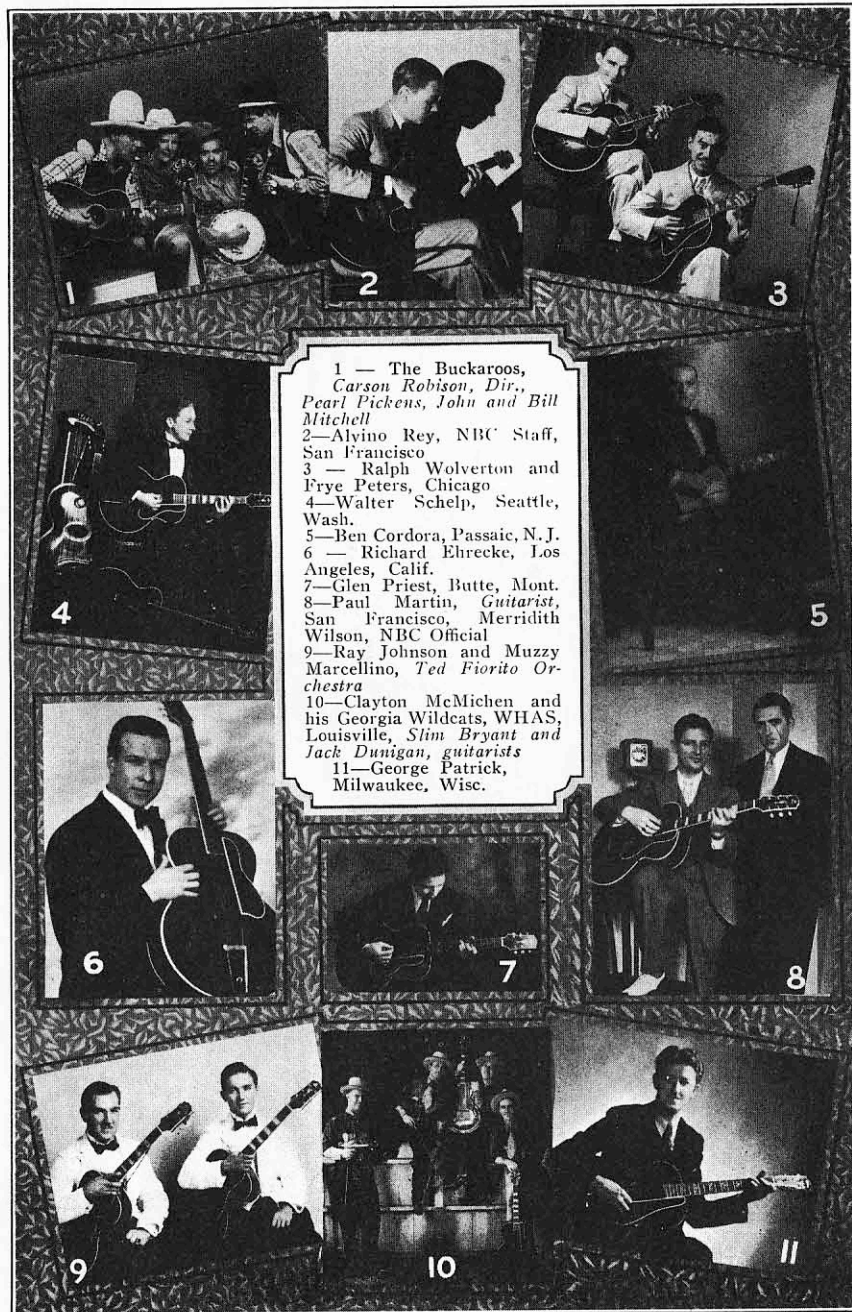 1
2
3
4
5
6
7
8
9
10
11
1 — The Buckaroos,
Carson Robison, Dir.,
Pearl Pickens, John and Bill
Mitchell
2—Alvino Rey, NBC Staff,
San Francisco
3 — Ralph Wolverton and
Frye Peters, Chicago
4—Walter Schelp, Seattle,
Wash.
5—Ben Cordora, Passaic, N.J.
6 — Richard Ehrecke, Los
Angeles, Calif.
7—Glen Priest, Butte, Mont.
8—Paul Martin, Guitarist,
San Francisco, Merridith
Wilson, NBC Official
9—Ray Johnson and Muzzy
Marcellino, Ted Fiorito Or-
chestra
10—Clayton McMichen and
his Georgia Wildcats, WHAS,
Louisville, Slim Bryant and
Jack Dunigan, guitarists
11—George Patrick,
Milwaukee, Wisc.